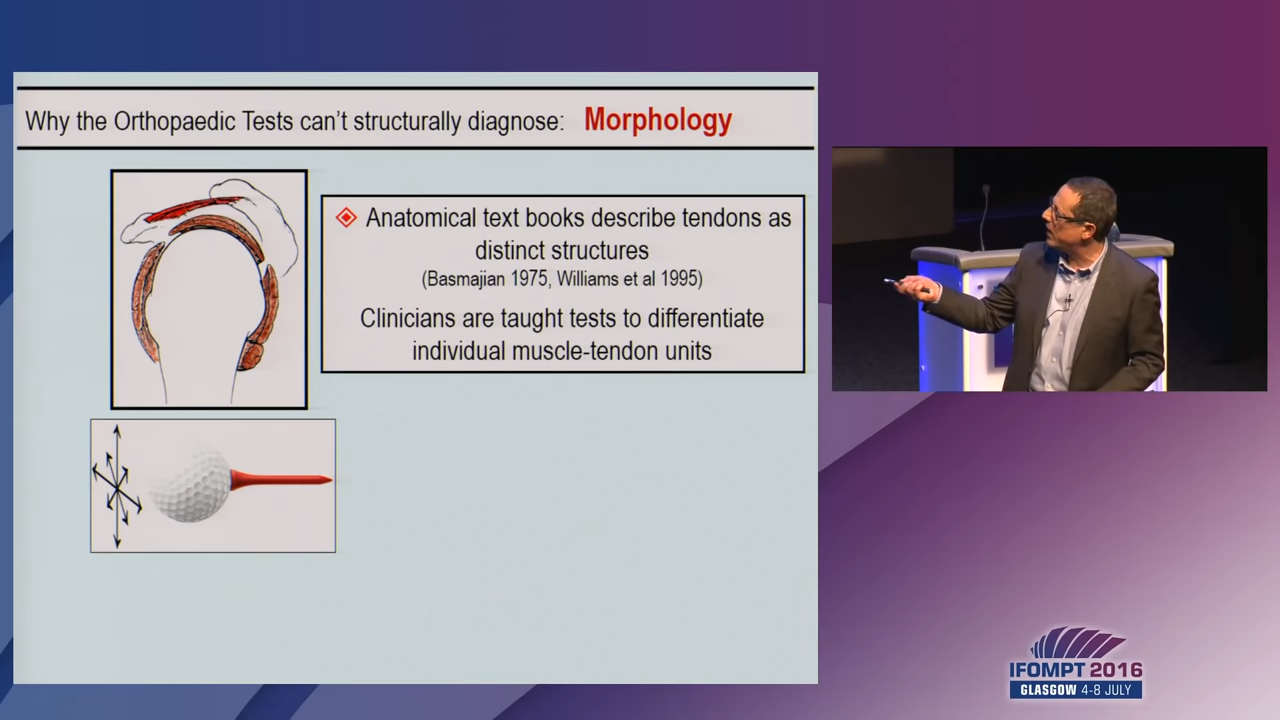 Why the Orthopaedic Tests can't structurally diagnose: Morphology
Anatomical text books describe tendons as
distinct structures
(Basmajian 1975, Williams et al 1995)
Clinicians are taught tests to differentiate
individual muscle-tendon units
IFOMPT 2016
GLASGOW 4-8 JULY